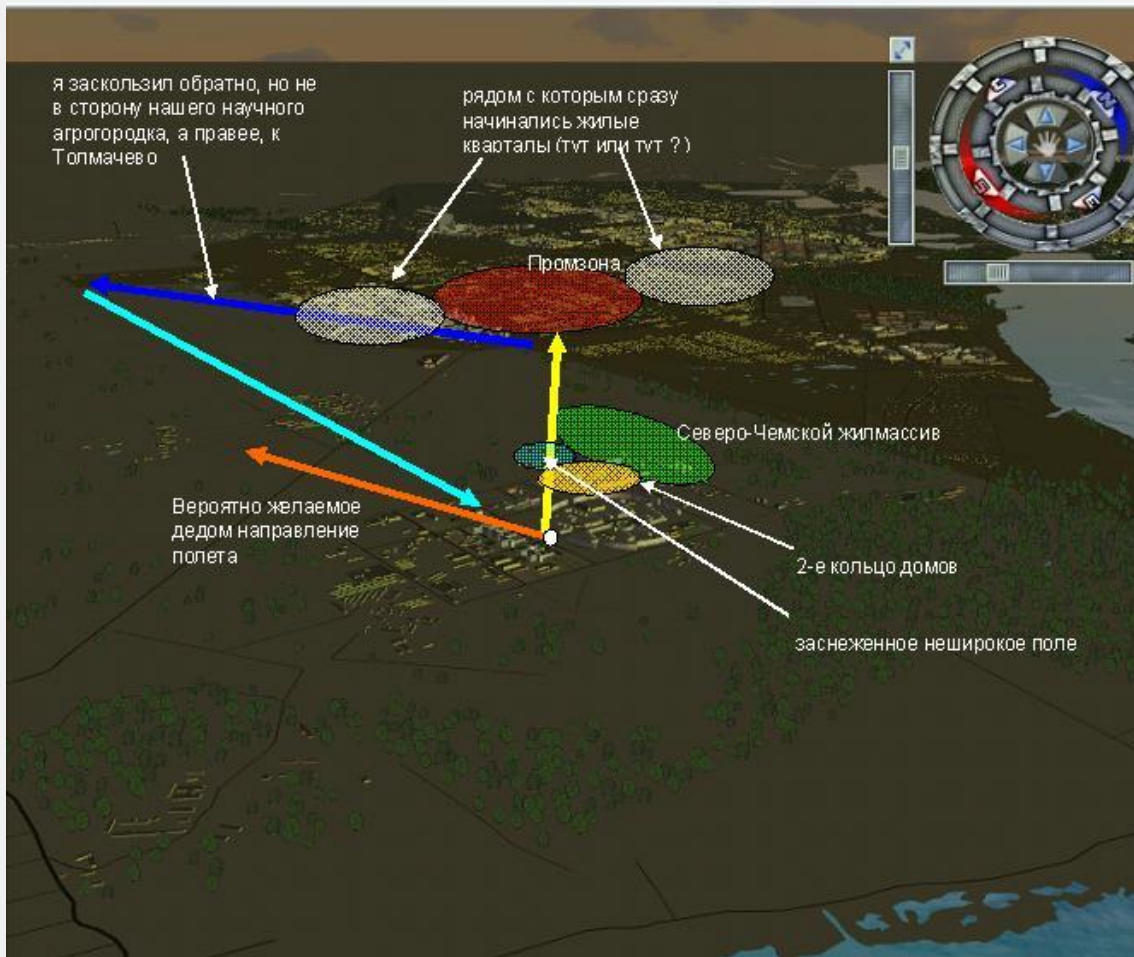 я заскользил обратно, но не
в сторону нашего научного
агрогородка, а правее, к
Толмачево
рядом с которым сразу
начинались жилые
кварталы (тут или тут ?)
Промзона
Северо-Чемской жилмассив
Вероятно желаемое
дедом направление
полета
2-е кольцо домов
заснеженное неширокое поле